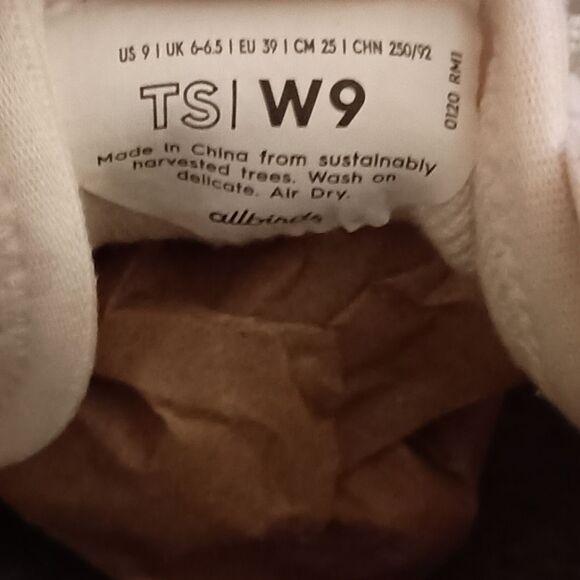 US 9 | UK 6-6.5 | EU 39 | CM 25 | CHN 250/92
TS | W9
0120 RM1
Made in China from sustainably
harvested trees. Wash on
delicate. Air Dry.
allbirds